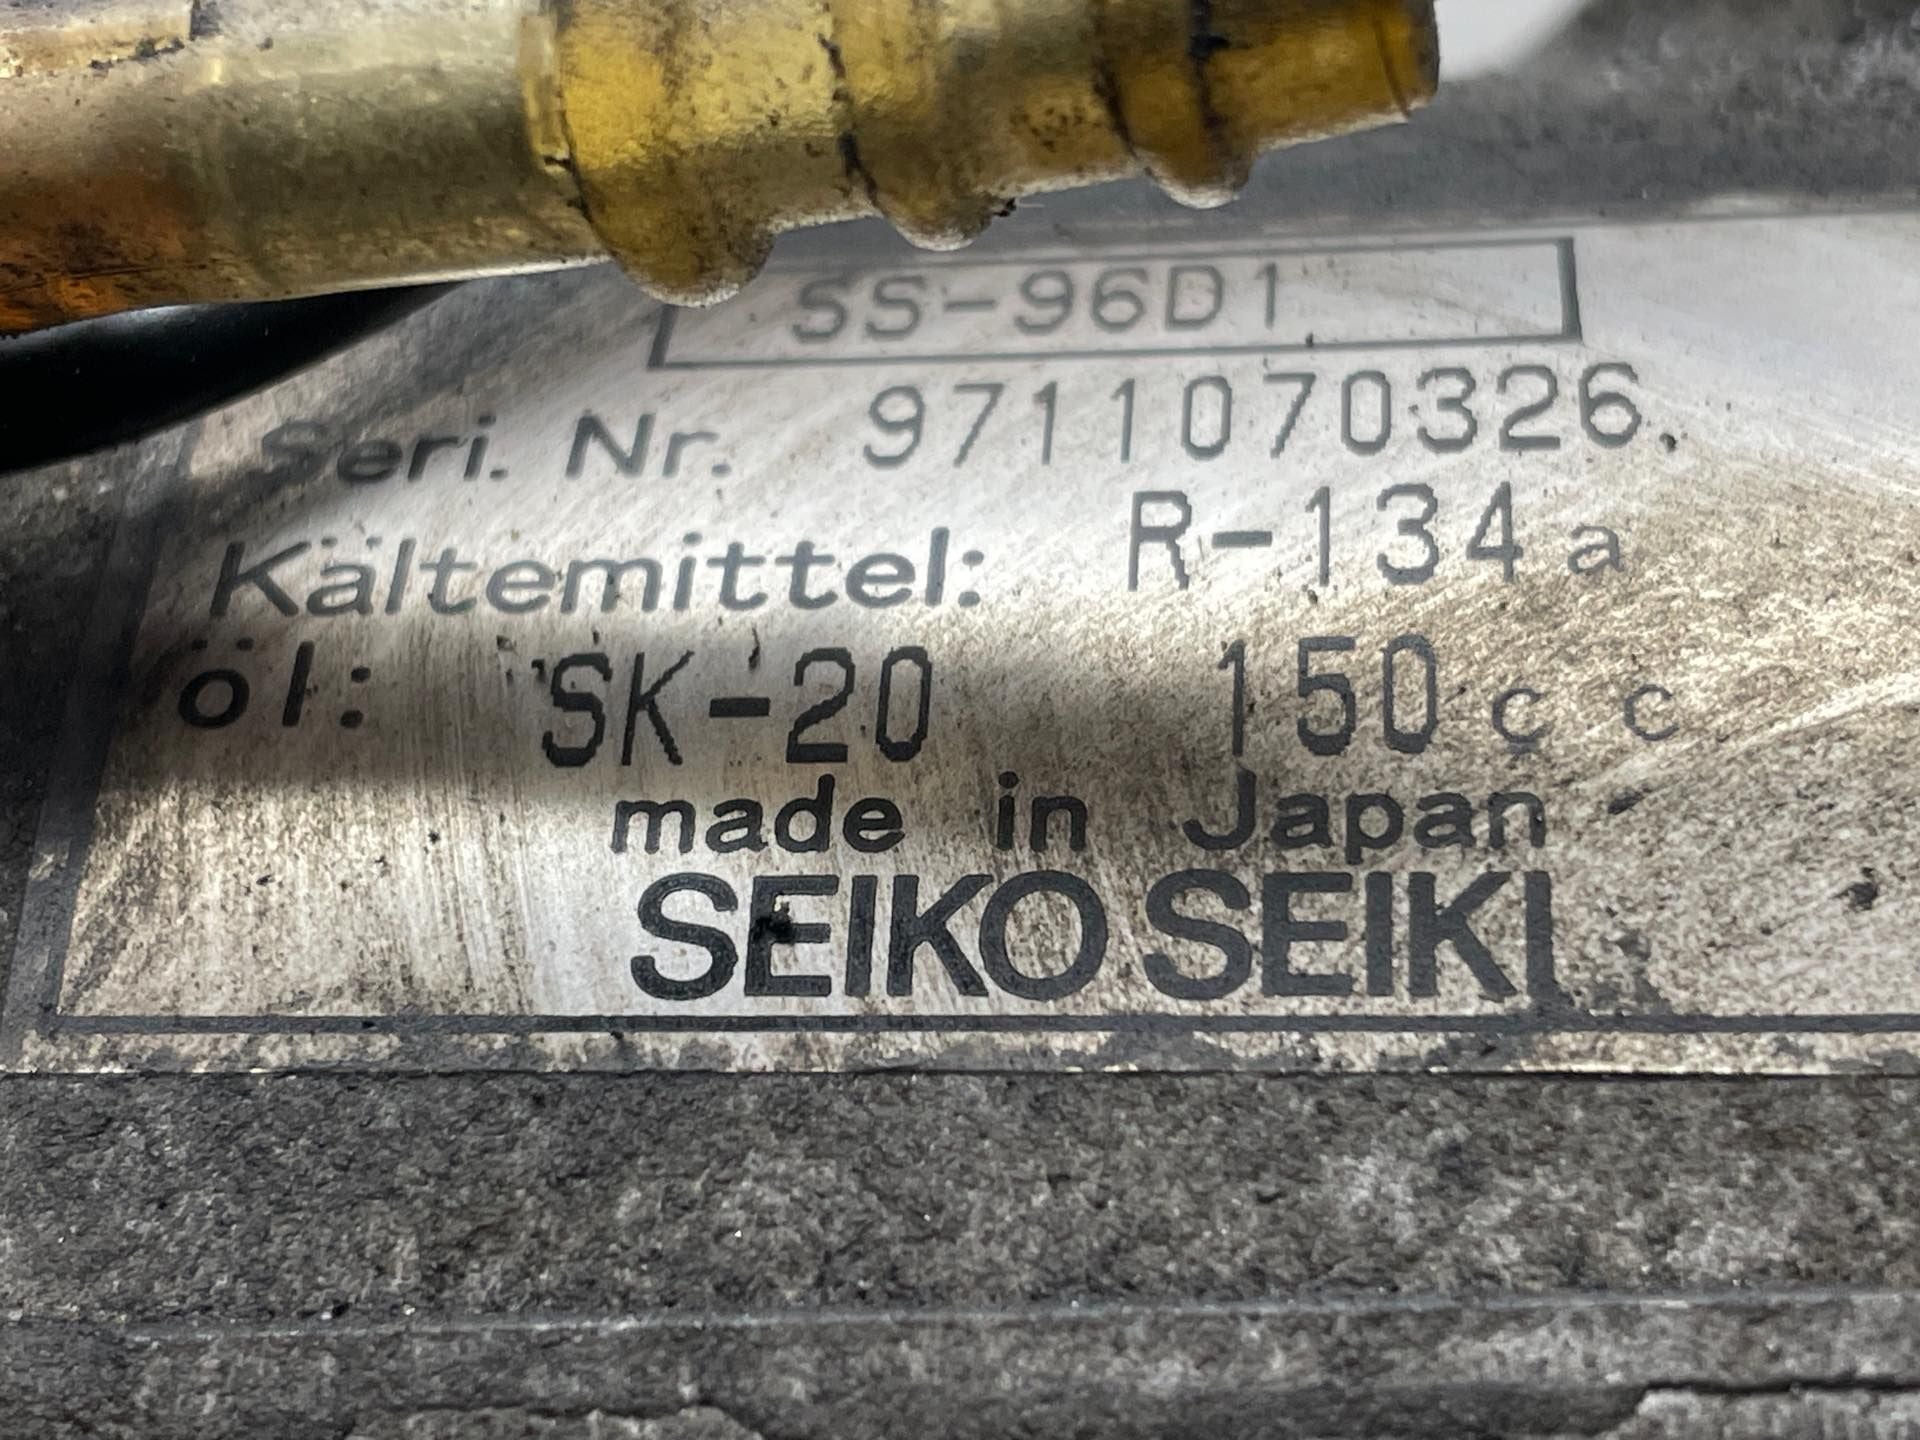 SS-96D1
Seri. Nr. 9711070326.
Kältemittel: R-134a
öl: SK-20 150cc
made in Japan
SEIKO SEIKI